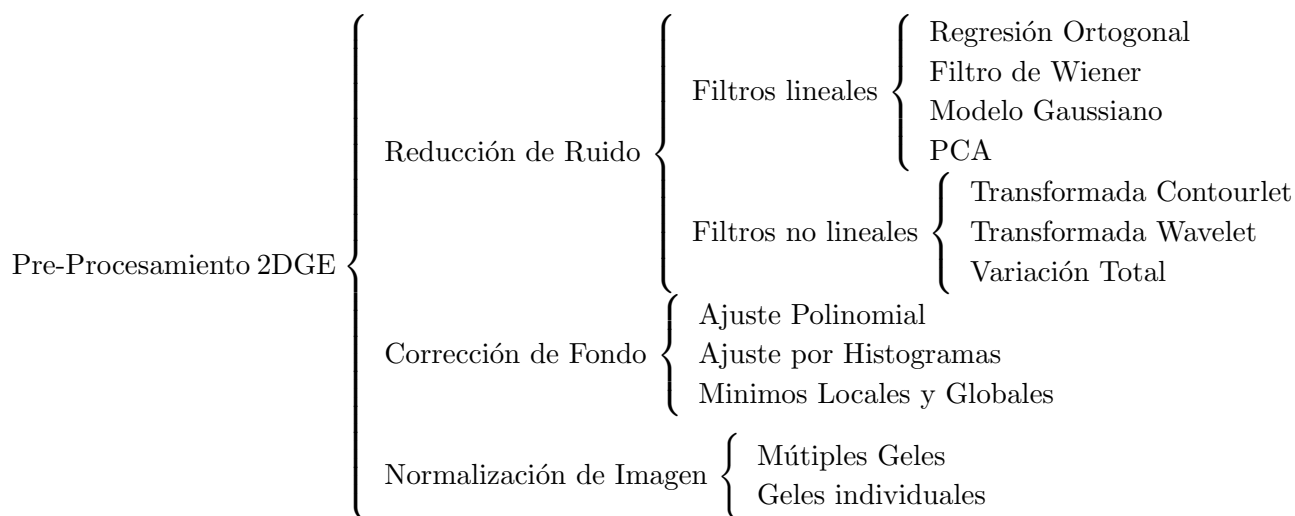 Pre-Procesamiento 2DGE
Reducción de Ruido
Filtros lineales
Regresión Ortogonal
Filtro de Wiener
Modelo Gaussiano
PCA
Filtros no lineales
Transformada Contourlet
Transformada Wavelet
Variación Total
Corrección de Fondo
Ajuste Polinomial
Ajuste por Histogramas
Minimos Locales y Globales
Normalización de Imagen
Mútiples Geles
Geles individuales